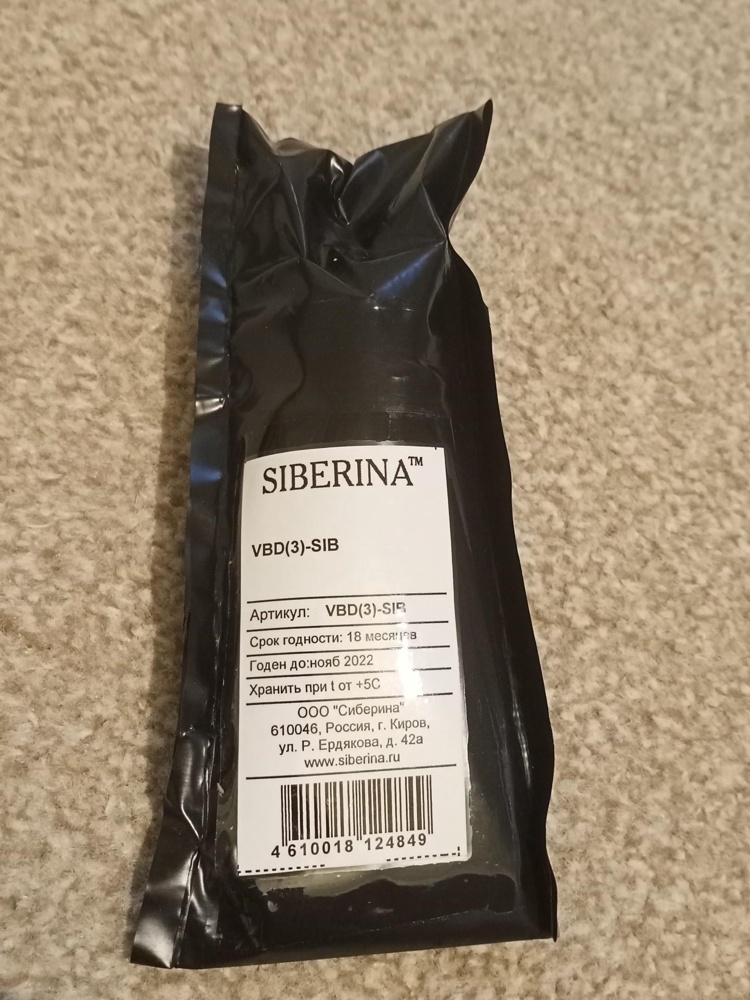 SIBERINA™
VBD(3)-SIB
Артикул: VBD(3)-SIB
Срок годности: 18 месяцев
Годен до:нояб 2022
Хранить при t от +5С
ООО "Сиберина"
610046, Россия, г. Киров,
ул. Р. Ердякова, д. 42а
www.siberina.ru
4 610018 124849